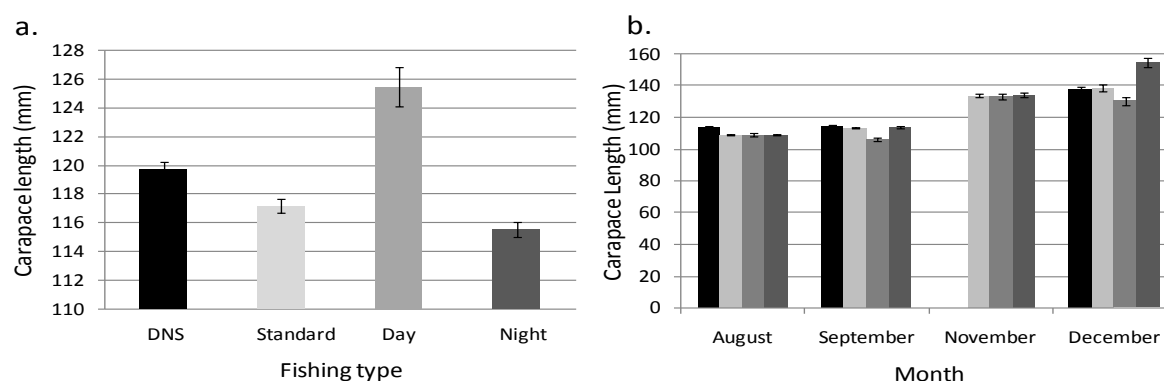 a.
128
126
124
122
120
118
116
114
112
110
Carapace length (mm)
DNS Standard Day Night
Fishing type
b.
160
140
120
100
80
60
40
20
0
Carapace Length (mm)
August September November December
Month